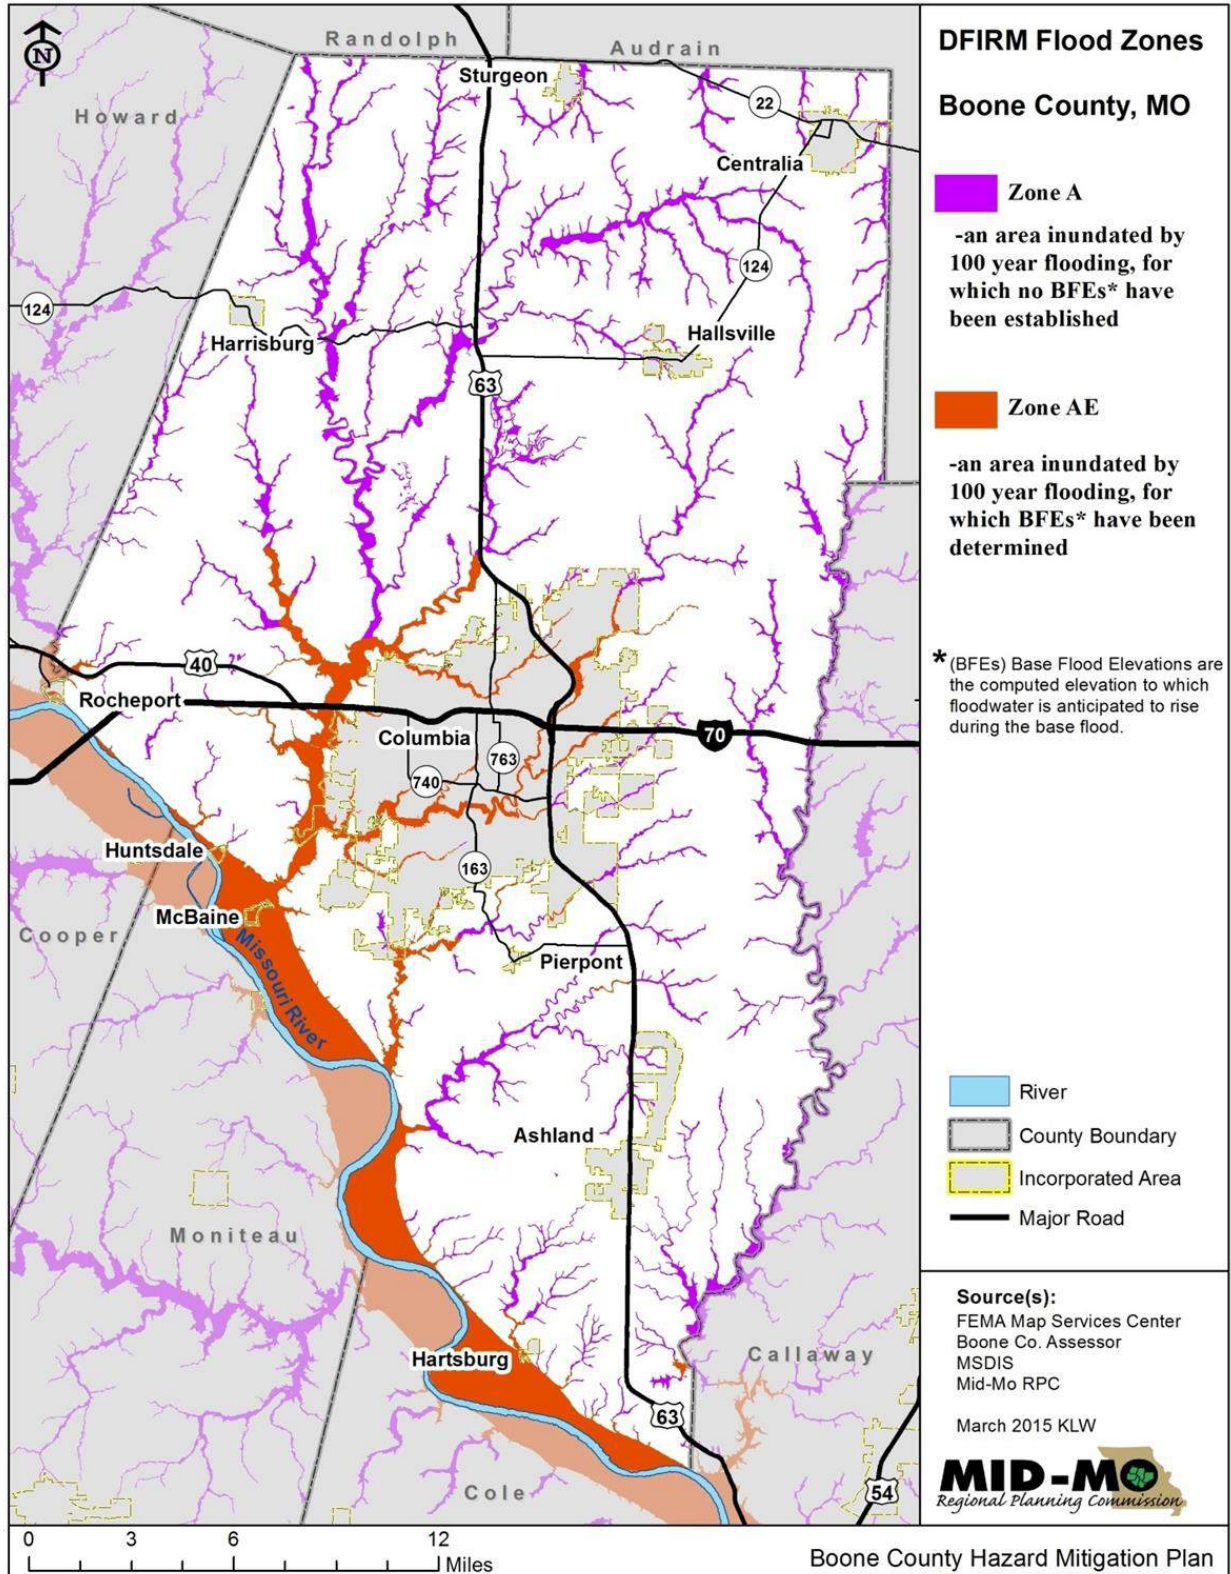 DFIRM Flood Zones
Boone County, MO
Zone A
-an area inundated by
100 year flooding, for
which no BFEs* have
been established
Zone AE
-an area inundated by
100 year flooding, for
which BFEs* have been
determined
* (BFEs) Base Flood Elevations are
the computed elevation to which
floodwater is anticipated to rise
during the base flood.
River
County Boundary
Incorporated Area
Major Road
Source(s):
FEMA Map Services Center
Boone Co. Assessor
MSDIS
Mid-Mo RPC
March 2015 KLW
MID-MO
Regional Planning Commission
N
Randolph
Audrain
Sturgeon
Howard
22
Centralia
124
124
Harrisburg
Hallsville
63
40
Rocheport
Columbia
70
763
740
Huntsdale
163
McBaine
Cooper
Missouri River
Pierpont
Ashland
Moniteau
Hartsburg
Callaway
63
54
Cole
0 3 6 12
Miles
Boone County Hazard Mitigation Plan